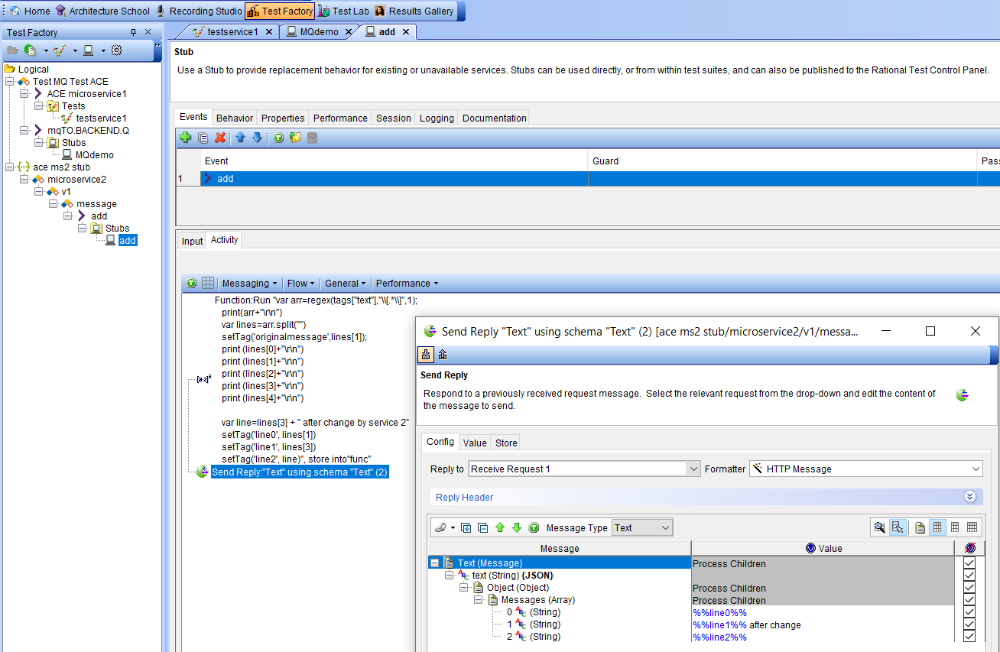 Home Architecture School Recording Studio Test Factory Test Lab Results Gallery
Test Factory
Logical
Test MQ Test ACE
ACE microservice1
Tests
testservice1
mqTO.BACKEND.Q
Stubs
MQdemo
ace ms2 stub
microservice2
v1
message
add
Stubs
add
testservice1 MQdemo add
Stub
Use a Stub to provide replacement behavior for existing or unavailable services. Stubs can be used directly, or from within test suites, and can also be published to the Rational Test Control Panel.
Events Behavior Properties Performance Session Logging Documentation
Event Guard Pass
1 add
Input Activity
Messaging Flow General Performance
Function:Run "var arr=regex(tags["text"],"\\[.*\\]",1);
print(arr+"\r\n")
var lines=arr.split("")
setTag('originalmessage',lines[1]);
print (lines[0]+"\r\n")
print (lines[1]+"\r\n")
print (lines[2]+"\r\n")
print (lines[3]+"\r\n")
print (lines[4]+"\r\n")
var line=lines[3] + " after change by service 2"
setTag('line0', lines[1])
setTag('line1', lines[3])
setTag('line2', line)", store into"func"
Send Reply:"Text" using schema "Text" (2)
Send Reply "Text" using schema "Text" (2) [ace ms2 stub/microservice2/v1/messa...
Send Reply
Respond to a previously received request message. Select the relevant request from the drop-down and edit the content of
the message to send.
Config Value Store
Reply to Receive Request 1 Formatter HTTP Message
Reply Header
Message Type Text
Message Value
Text (Message) Process Children
text (String) {JSON}
Object (Object) Process Children
Messages (Array) Process Children
0 (String) %%line0%%
1 (String) %%line1%% after change
2 (String) %%line2%%